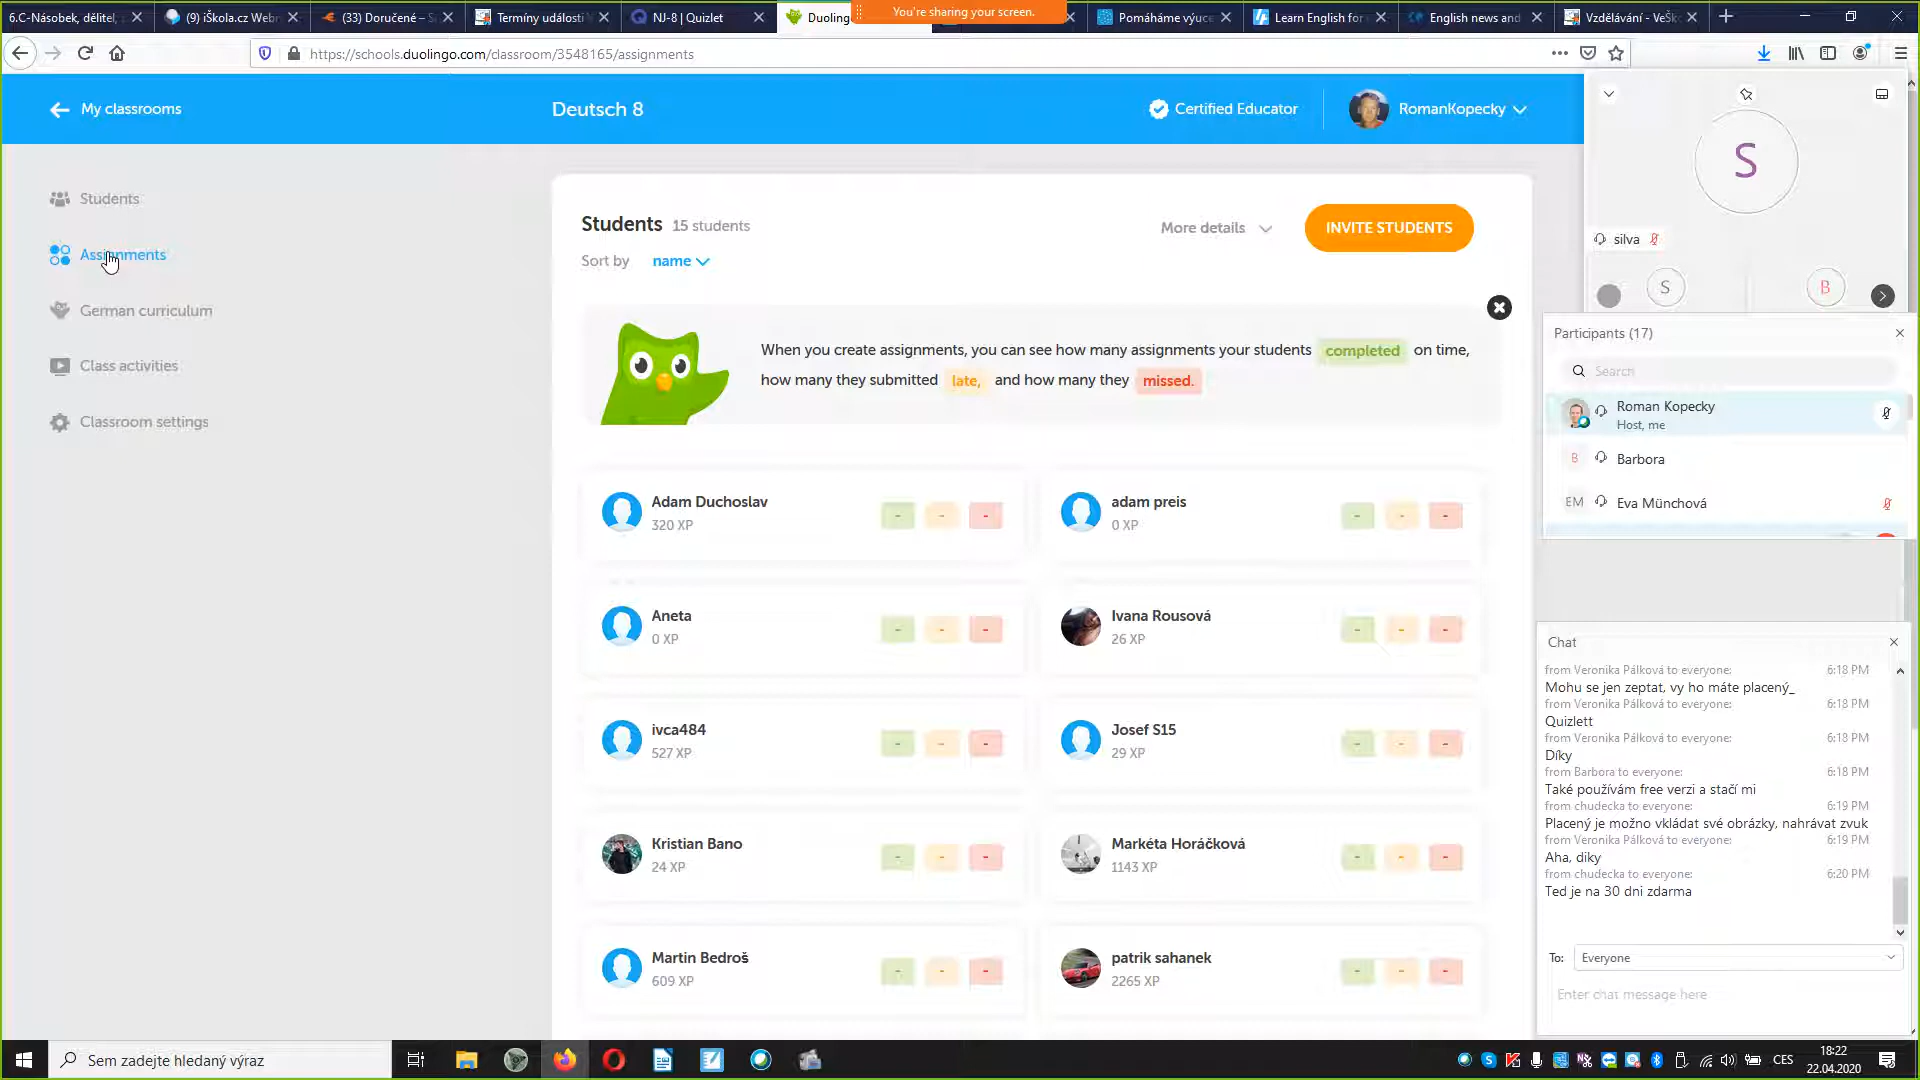 6.C-Násobek, dělitel,
(9) iŠkola.cz Web
(33) Doručené – S
Termíny událostí
NJ-8 | Quizlet
Duoling
You're sharing your screen.
Pomáháme výuce
Learn English for
English news and
Vzdělávání - VeŠk
https://schools.duolingo.com/classroom/3548165/assignments
My classrooms
Deutsch 8
Certified Educator
RomanKopecky
Students
Assignments
German curriculum
Class activities
Classroom settings
Students 15 students
More details
INVITE STUDENTS
Sort by name
When you create assignments, you can see how many assignments your students completed on time,
how many they submitted late, and how many they missed.
Adam Duchoslav
320 XP
- - -
adam preis
0 XP
- - -
Aneta
0 XP
- - -
Ivana Rousová
26 XP
- - -
ivca484
527 XP
- - -
Josef S15
29 XP
- - -
Kristian Bano
24 XP
- - -
Markéta Horáčková
1143 XP
- - -
Martin Bedroš
609 XP
- - -
patrik sahanek
2265 XP
- - -
S
silva
S
B
Participants (17)
Search
Roman Kopecky
Host, me
B
Barbora
EM
Eva Münchová
Chat
from Veronika Pálková to everyone: 6:18 PM
Mohu se jen zeptat, vy ho máte placený_
from Veronika Pálková to everyone: 6:18 PM
Quizlett
from Veronika Pálková to everyone: 6:18 PM
Díky
from Barbora to everyone: 6:18 PM
Také používám free verzi a stačí mi
from chudecka to everyone: 6:19 PM
Placený je možno vkládat své obrázky, nahrávat zvuk
from Veronika Pálková to everyone: 6:19 PM
Aha, diky
from chudecka to everyone: 6:20 PM
Ted je na 30 dni zdarma
To: Everyone
Enter chat message here
Sem zadejte hledaný výraz
CES
18:22
22.04.2020